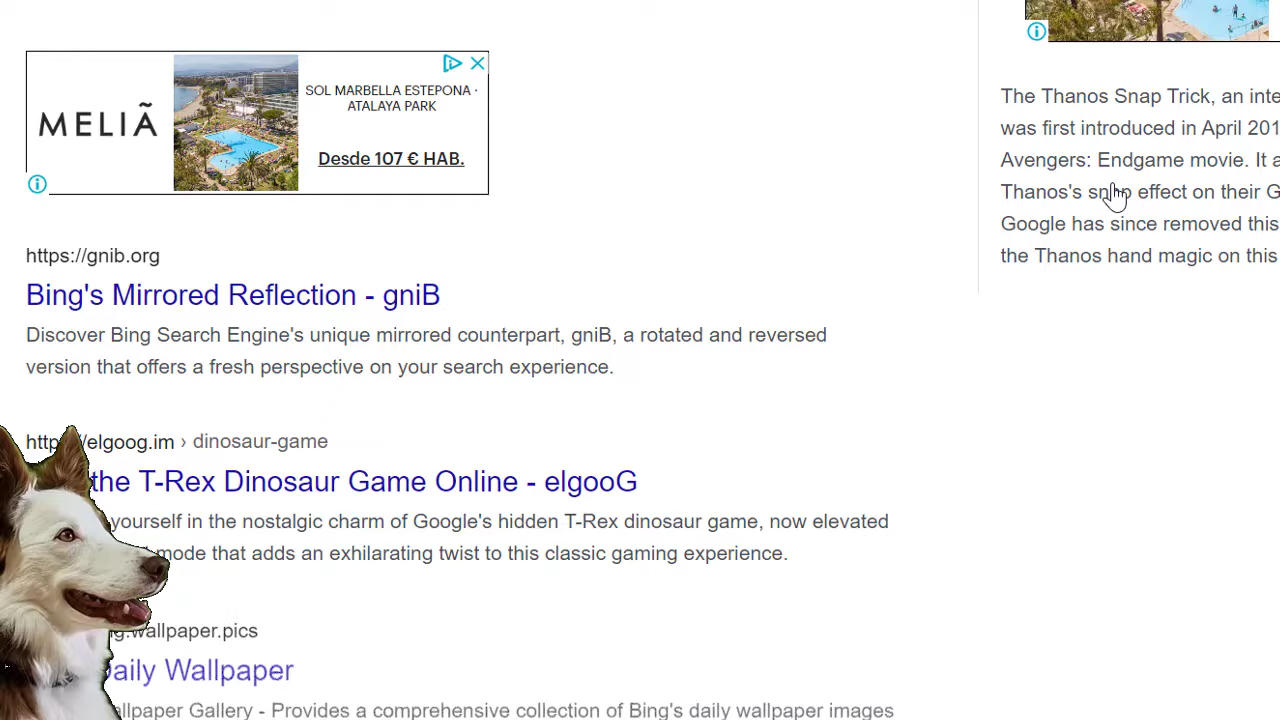 MELIÃ
SOL MARBELLA ESTEPONA ·
ATALAYA PARK
Desde 107 € HAB.
https://gnib.org
Bing's Mirrored Reflection - gniB
Discover Bing Search Engine's unique mirrored counterpart, gniB, a rotated and reversed
version that offers a fresh perspective on your search experience.
elgoog.im › dinosaur-game
the T-Rex Dinosaur Game Online - elgooG
yourself in the nostalgic charm of Google's hidden T-Rex dinosaur game, now elevated
mode that adds an exhilarating twist to this classic gaming experience.
wallpaper.pics
Daily Wallpaper
Gallery - Provides a comprehensive collection of Bing's daily wallpaper images
The Thanos Snap Trick, an
was first introduced in April
Avengers: Endgame movie. It
Thanos's snap effect on their
Google has since removed this
the Thanos hand magic on this